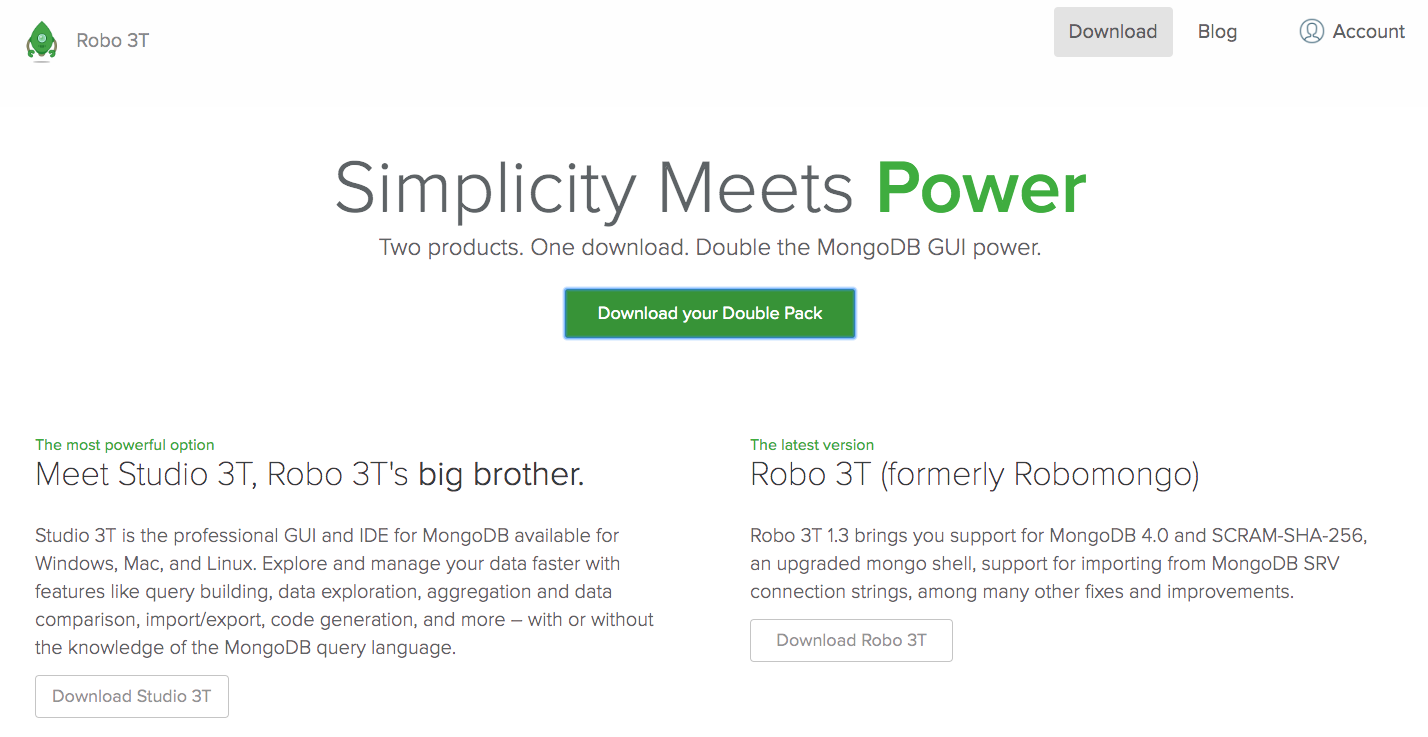 Robo 3T
Download
Blog
Account
Simplicity Meets Power
Two products. One download. Double the MongoDB GUI power.
Download your Double Pack
The most powerful option
Meet Studio 3T, Robo 3T's big brother.
Studio 3T is the professional GUI and IDE for MongoDB available for
Windows, Mac, and Linux. Explore and manage your data faster with
features like query building, data exploration, aggregation and data
comparison, import/export, code generation, and more – with or without
the knowledge of the MongoDB query language.
Download Studio 3T
The latest version
Robo 3T (formerly Robomongo)
Robo 3T 1.3 brings you support for MongoDB 4.0 and SCRAM-SHA-256,
an upgraded mongo shell, support for importing from MongoDB SRV
connection strings, among many other fixes and improvements.
Download Robo 3T